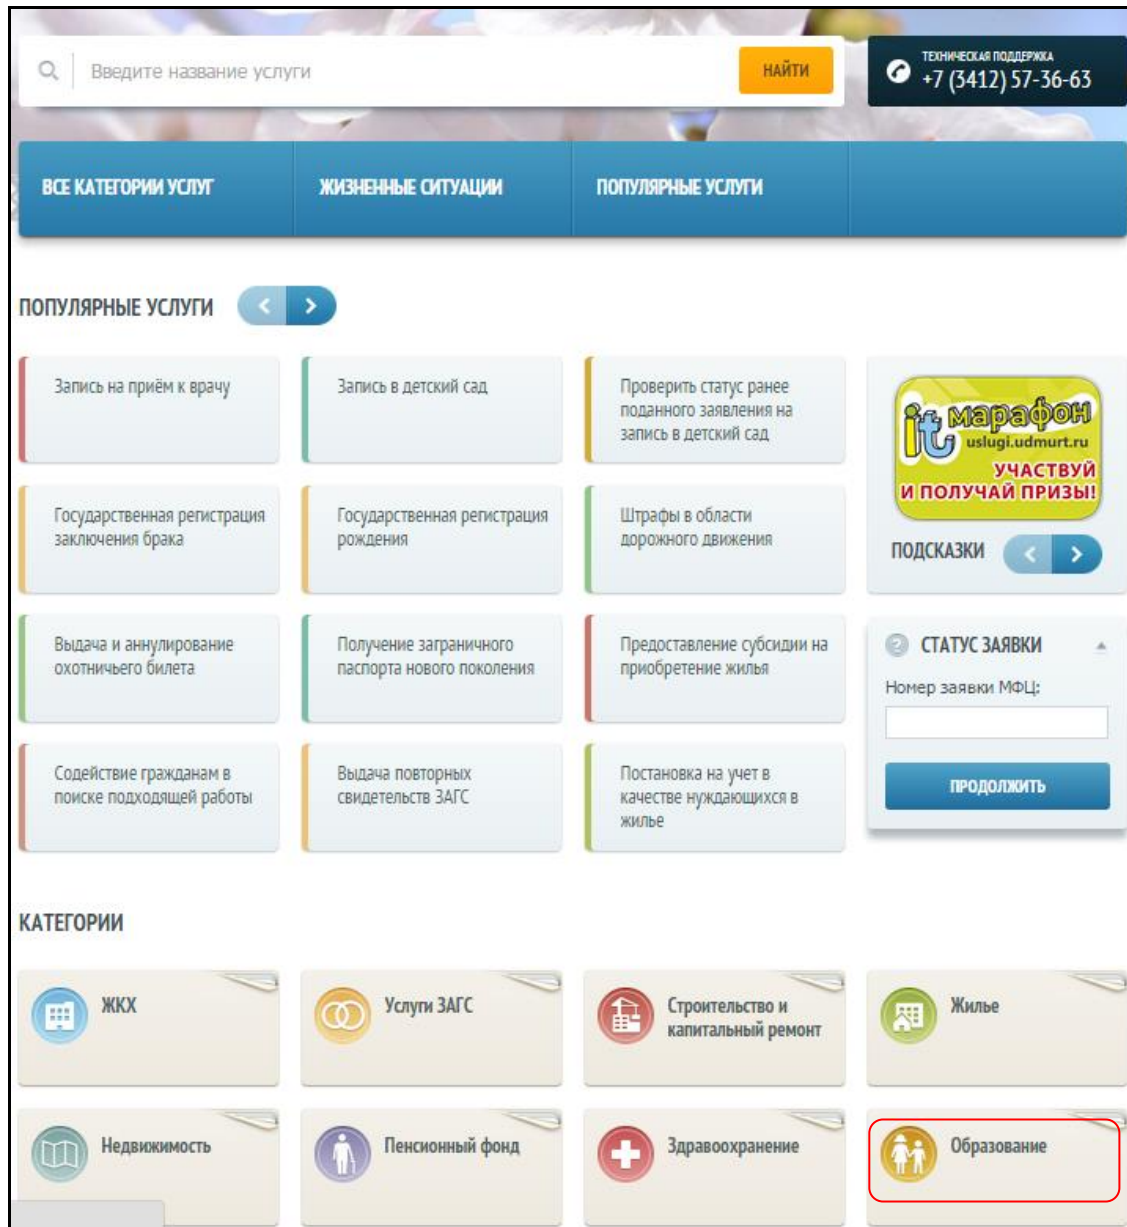 Введите название услуги
НАЙТИ
ТЕХНИЧЕСКАЯ ПОДДЕРЖКА
+7 (3412) 57-36-63
ВСЕ КАТЕГОРИИ УСЛУГ
ЖИЗНЕННЫЕ СИТУАЦИИ
ПОПУЛЯРНЫЕ УСЛУГИ
ПОПУЛЯРНЫЕ УСЛУГИ
Запись на приём к врачу
Запись в детский сад
Проверить статус ранее
поданного заявления на
запись в детский сад
Государственная регистрация
заключения брака
Государственная регистрация
рождения
Штрафы в области
дорожного движения
Выдача и аннулирование
охотничьего билета
Получение заграничного
паспорта нового поколения
Предоставление субсидии на
приобретение жилья
Содействие гражданам в
поиске подходящей работы
Выдача повторных
свидетельств ЗАГС
Постановка на учет в
качестве нуждающихся в
жилье
it марафон
uslugi.udmurt.ru
УЧАСТВУЙ
И ПОЛУЧАЙ ПРИЗЫ!
ПОДСКАЗКИ
? СТАТУС ЗАЯВКИ
Номер заявки МФЦ:
ПРОДОЛЖИТЬ
КАТЕГОРИИ
ЖКХ
Услуги ЗАГС
Строительство и
капитальный ремонт
Жилье
Недвижимость
Пенсионный фонд
Здравоохранение
Образование